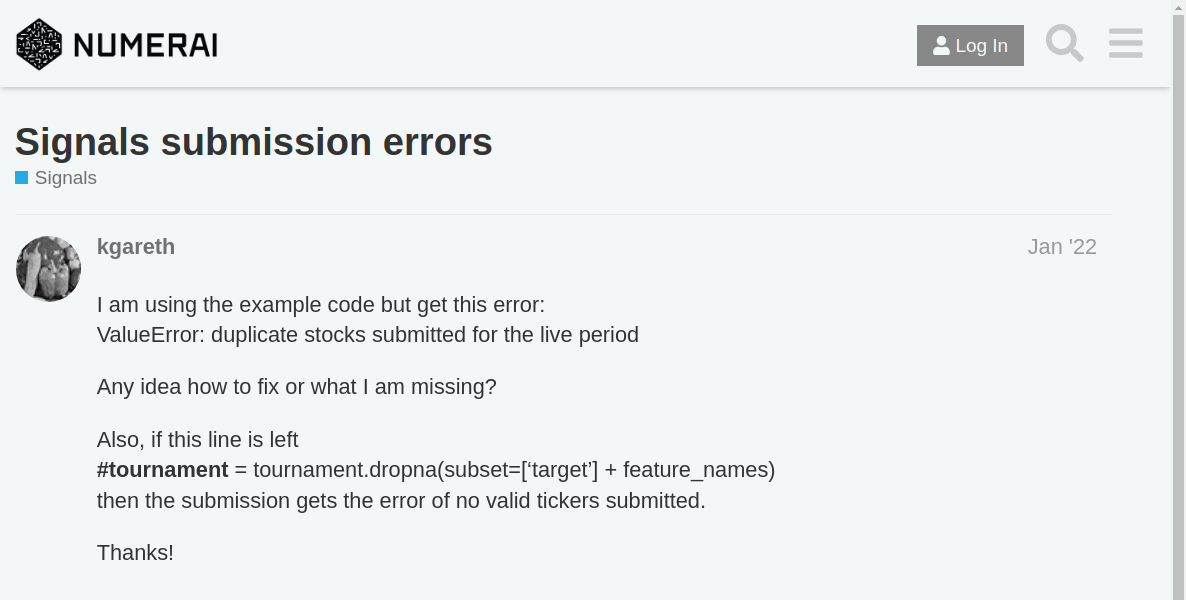 NUMERAI
Log In
Signals submission errors
Signals
kgareth
Jan '22
I am using the example code but get this error:
ValueError: duplicate stocks submitted for the live period
Any idea how to fix or what I am missing?
Also, if this line is left
#tournament = tournament.dropna(subset=[‘target’] + feature_names)
then the submission gets the error of no valid tickers submitted.
Thanks!